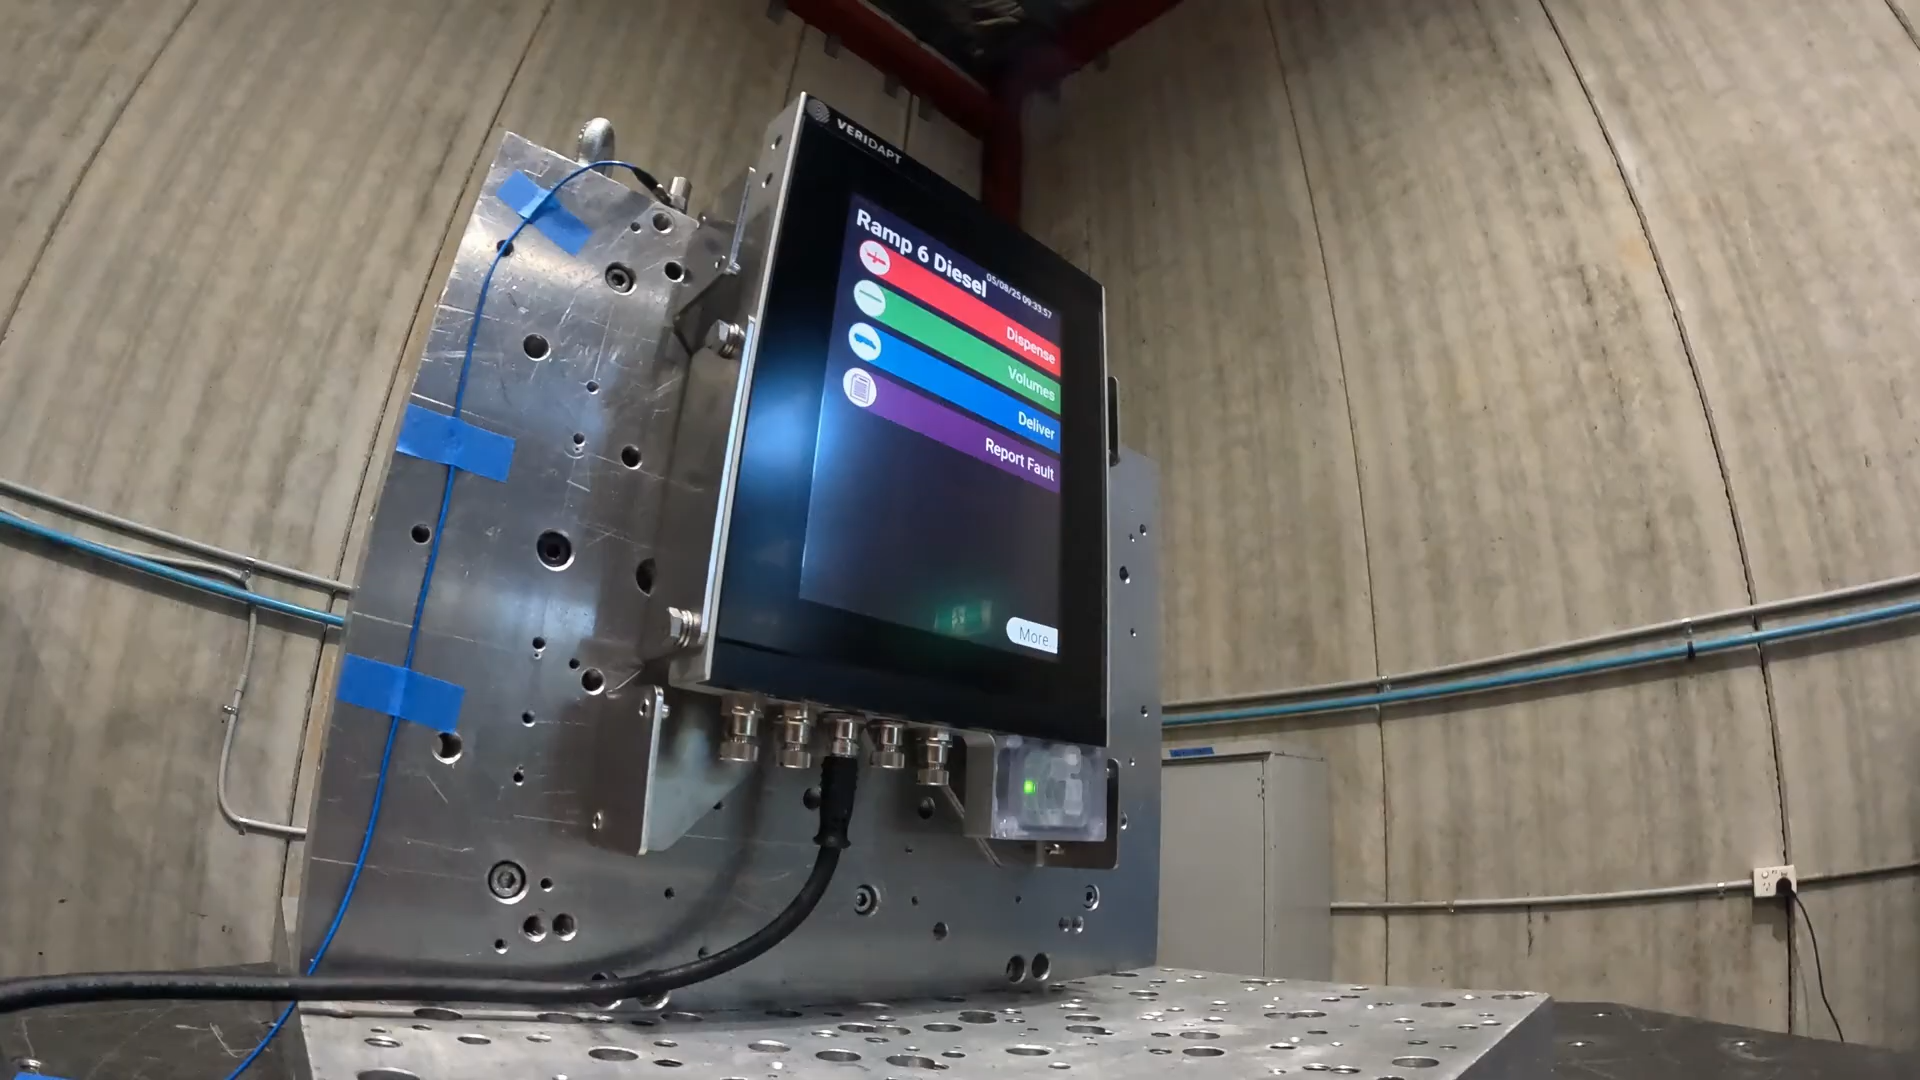 VERIDAPT
Ramp 6 Diesel
05/08/25 09:33:57
Dispense
Volumes
Deliver
Report Fault
More